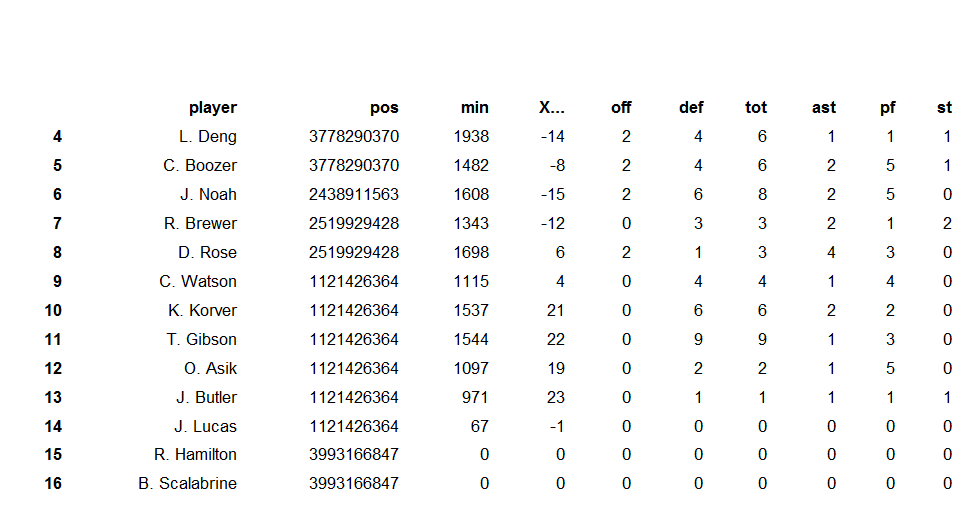 player pos min X... off def tot ast pf st
4 L. Deng 3778290370 1938 -14 2 4 6 1 1 1
5 C. Boozer 3778290370 1482 -8 2 4 6 2 5 1
6 J. Noah 2438911563 1608 -15 2 6 8 2 5 0
7 R. Brewer 2519929428 1343 -12 0 3 3 2 1 2
8 D. Rose 2519929428 1698 6 2 1 3 4 3 0
9 C. Watson 1121426364 1115 4 0 4 4 1 4 0
10 K. Korver 1121426364 1537 21 0 6 6 2 2 0
11 T. Gibson 1121426364 1544 22 0 9 9 1 3 0
12 O. Asik 1121426364 1097 19 0 2 2 1 5 0
13 J. Butler 1121426364 971 23 0 1 1 1 1 1
14 J. Lucas 1121426364 67 -1 0 0 0 0 0 0
15 R. Hamilton 3993166847 0 0 0 0 0 0 0 0
16 B. Scalabrine 3993166847 0 0 0 0 0 0 0 0